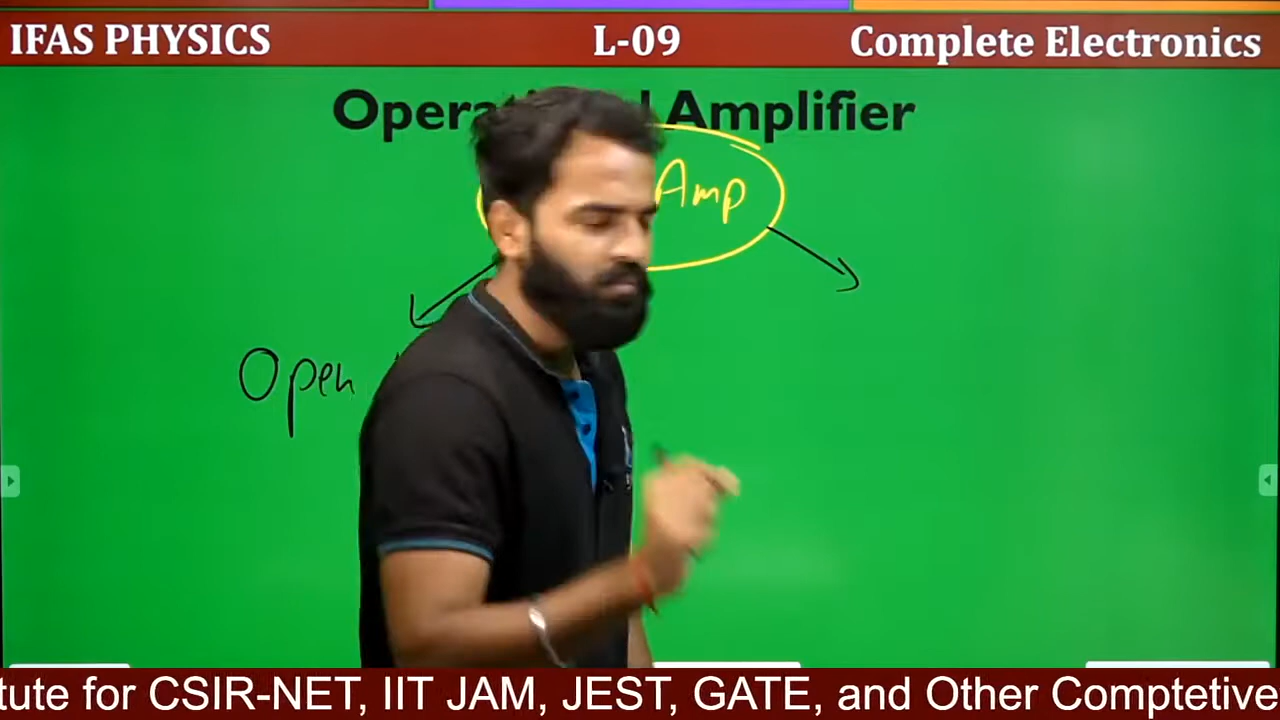 IFAS PHYSICS L-09 Complete Electronics
Amplifier
Amp
Open
tute for CSIR-NET, IIT JAM, JEST, GATE, and Other Comptetive